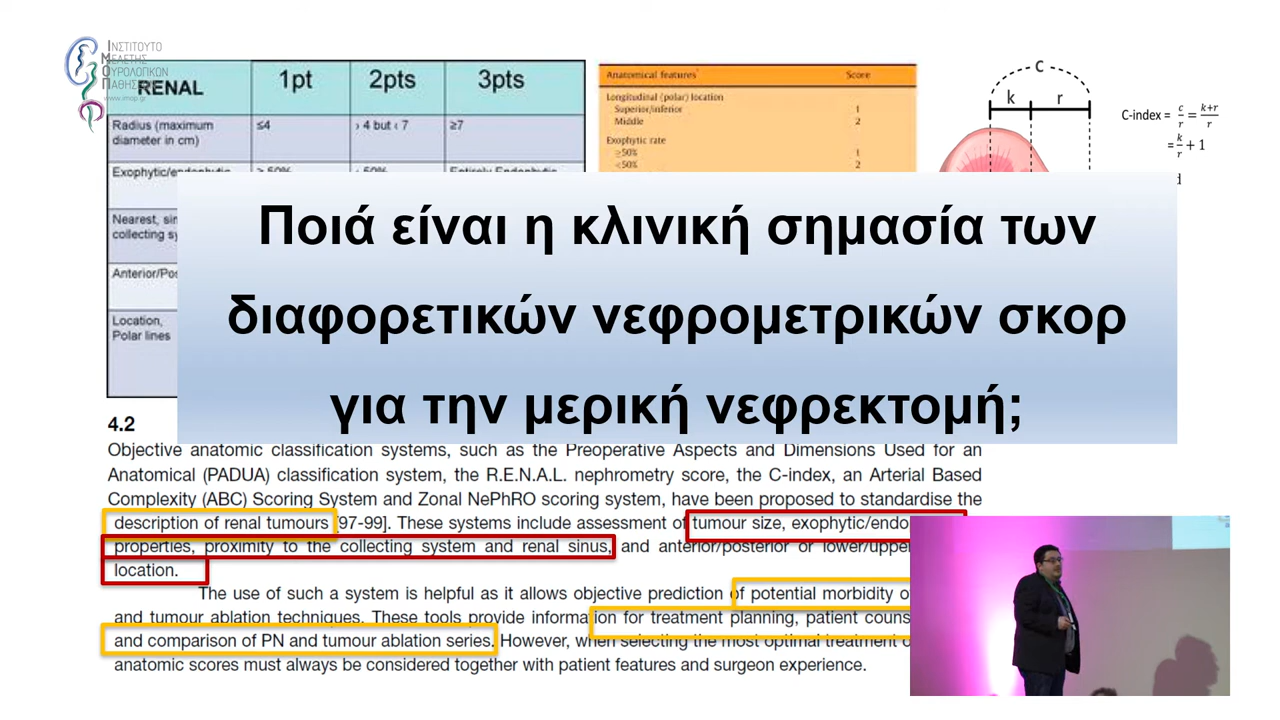 ΙΝΣΤΙΤΟΥΤΟ
ΜΕΛΕΤΗΣ
ΟΥΡΟΛΟΓΙΚΩΝ
ΠΑΘΗΣΕΩΝ
www.imop.gr
RENAL 1pt 2pts 3pts
Radius (maximum diameter in cm) ≤4 › 4 but ‹ 7 ≥7
Exophytic/endophytic ≥ 50% ‹ 50% Entirely Endophytic
Nearest,
collecting
Anterior/
Location,
Polar lines
Anatomical features* Score
Longitudinal (polar) location
Superior/inferior 1
Middle 2
Exophytic rate
≥50% 1
<50% 2
c
k r
C-index = c/r = k+r/r
= k/r + 1
Ποιά είναι η κλινική σημασία των
διαφορετικών νεφρομετρικών σκορ
για την μερική νεφρεκτομή;
4.2
Objective anatomic classification systems, such as the Preoperative Aspects and Dimensions Used for an
Anatomical (PADUA) classification system, the R.E.N.A.L. nephrometry score, the C-index, an Arterial Based
Complexity (ABC) Scoring System and Zonal NePhRO scoring system, have been proposed to standardise the
description of renal tumours [97-99]. These systems include assessment of tumour size, exophytic/
properties, proximity to the collecting system and renal sinus, and anterior/posterior or
location.
The use of such a system is helpful as it allows objective prediction of potential morbidity
and tumour ablation techniques. These tools provide information for treatment planning, patient
and comparison of PN and tumour ablation series. However, when selecting the most optimal treatment
anatomic scores must always be considered together with patient features and surgeon experience.